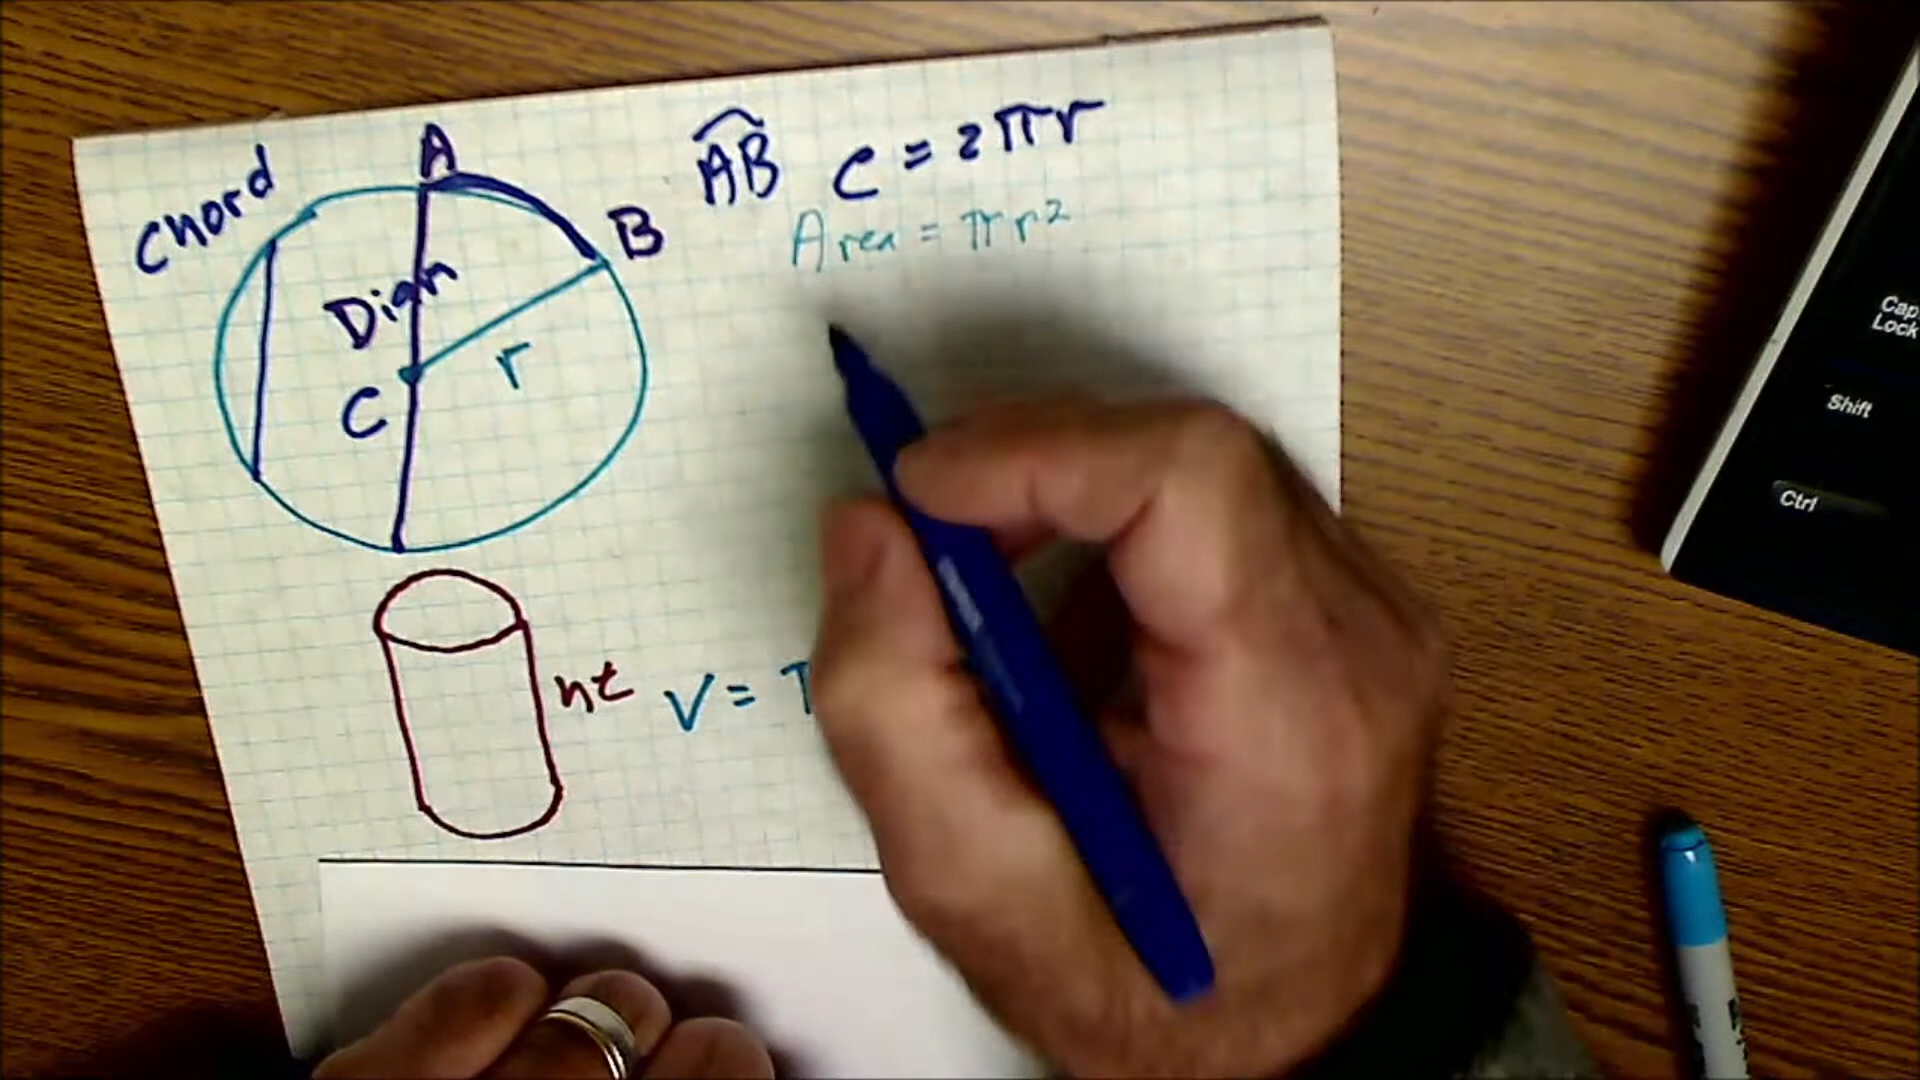 Chord
A
B
Diam
C
r
AB C = 2πr
Area = πr²
ht V =
Caps
Lock
Shift
Ctrl